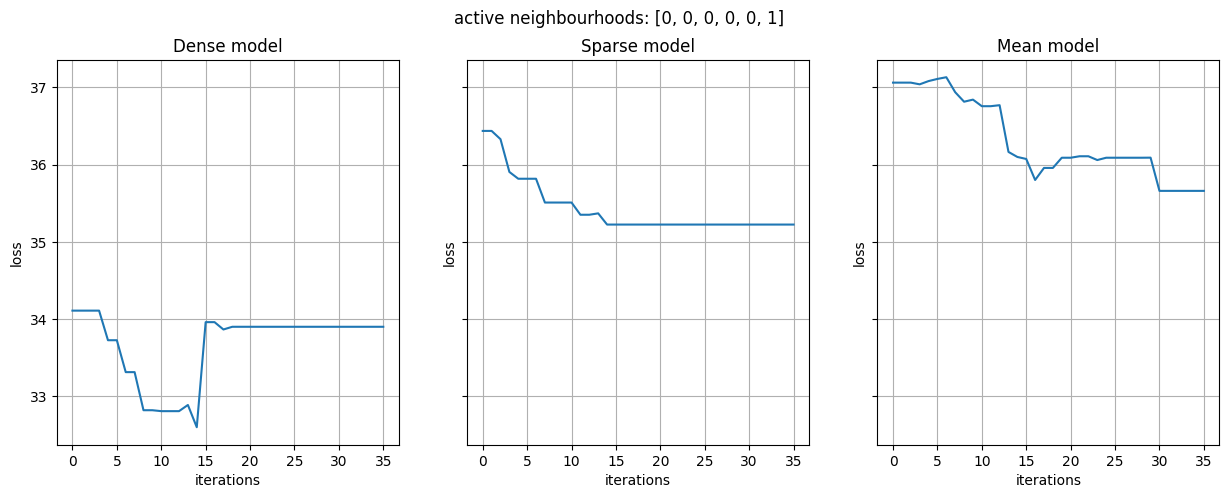 active neighbourhoods: [0, 0, 0, 0, 0, 1]
Dense model
Sparse model
Mean model
37
36
35
34
33
loss
loss
loss
0 5 10 15 20 25 30 35
0 5 10 15 20 25 30 35
0 5 10 15 20 25 30 35
iterations
iterations
iterations